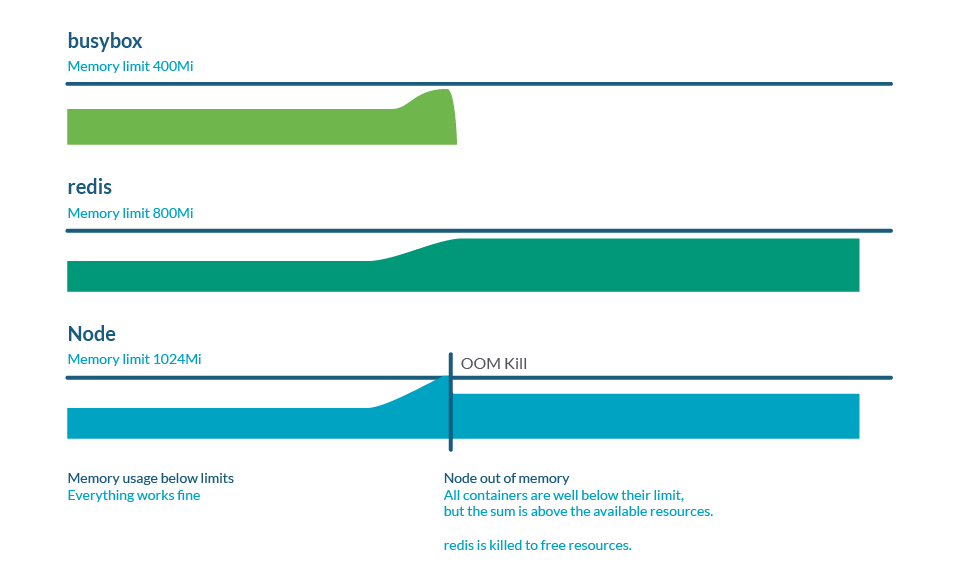 busybox
Memory limit 400Mi
redis
Memory limit 800Mi
Node
Memory limit 1024Mi
OOM Kill
Memory usage below limits
Everything works fine
Node out of memory
All containers are well below their limit,
but the sum is above the available resources.
redis is killed to free resources.